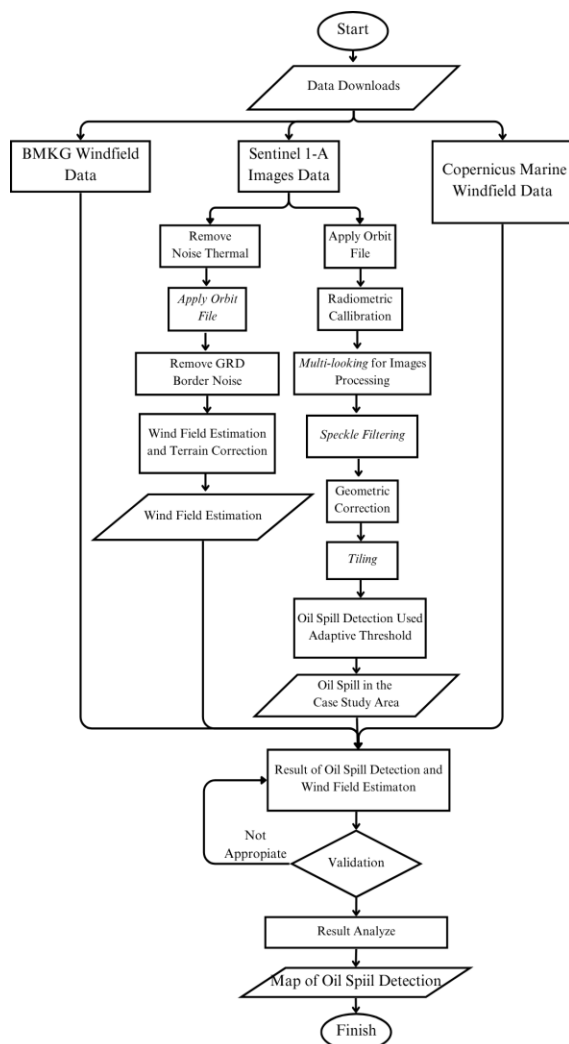 Start
Data Downloads
BMKG Windfield
Data
Sentinel 1-A
Images Data
Copernicus Marine
Windfield Data
Remove
Noise Thermal
Apply Orbit
File
Remove GRD
Border Noise
Wind Field Estimation
and Terrain Correction
Wind Field Estimation
Apply Orbit
File
Radiometric
Callibration
Multi-looking for Images
Processing
Speckle Filtering
Geometric
Correction
Tiling
Oil Spill Detection Used
Adaptive Threshold
Oil Spill in the
Case Study Area
Result of Oil Spill Detection and
Wind Field Estimaton
Not
Appropiate
Validation
Result Analyze
Map of Oil Spiil Detection
Finish